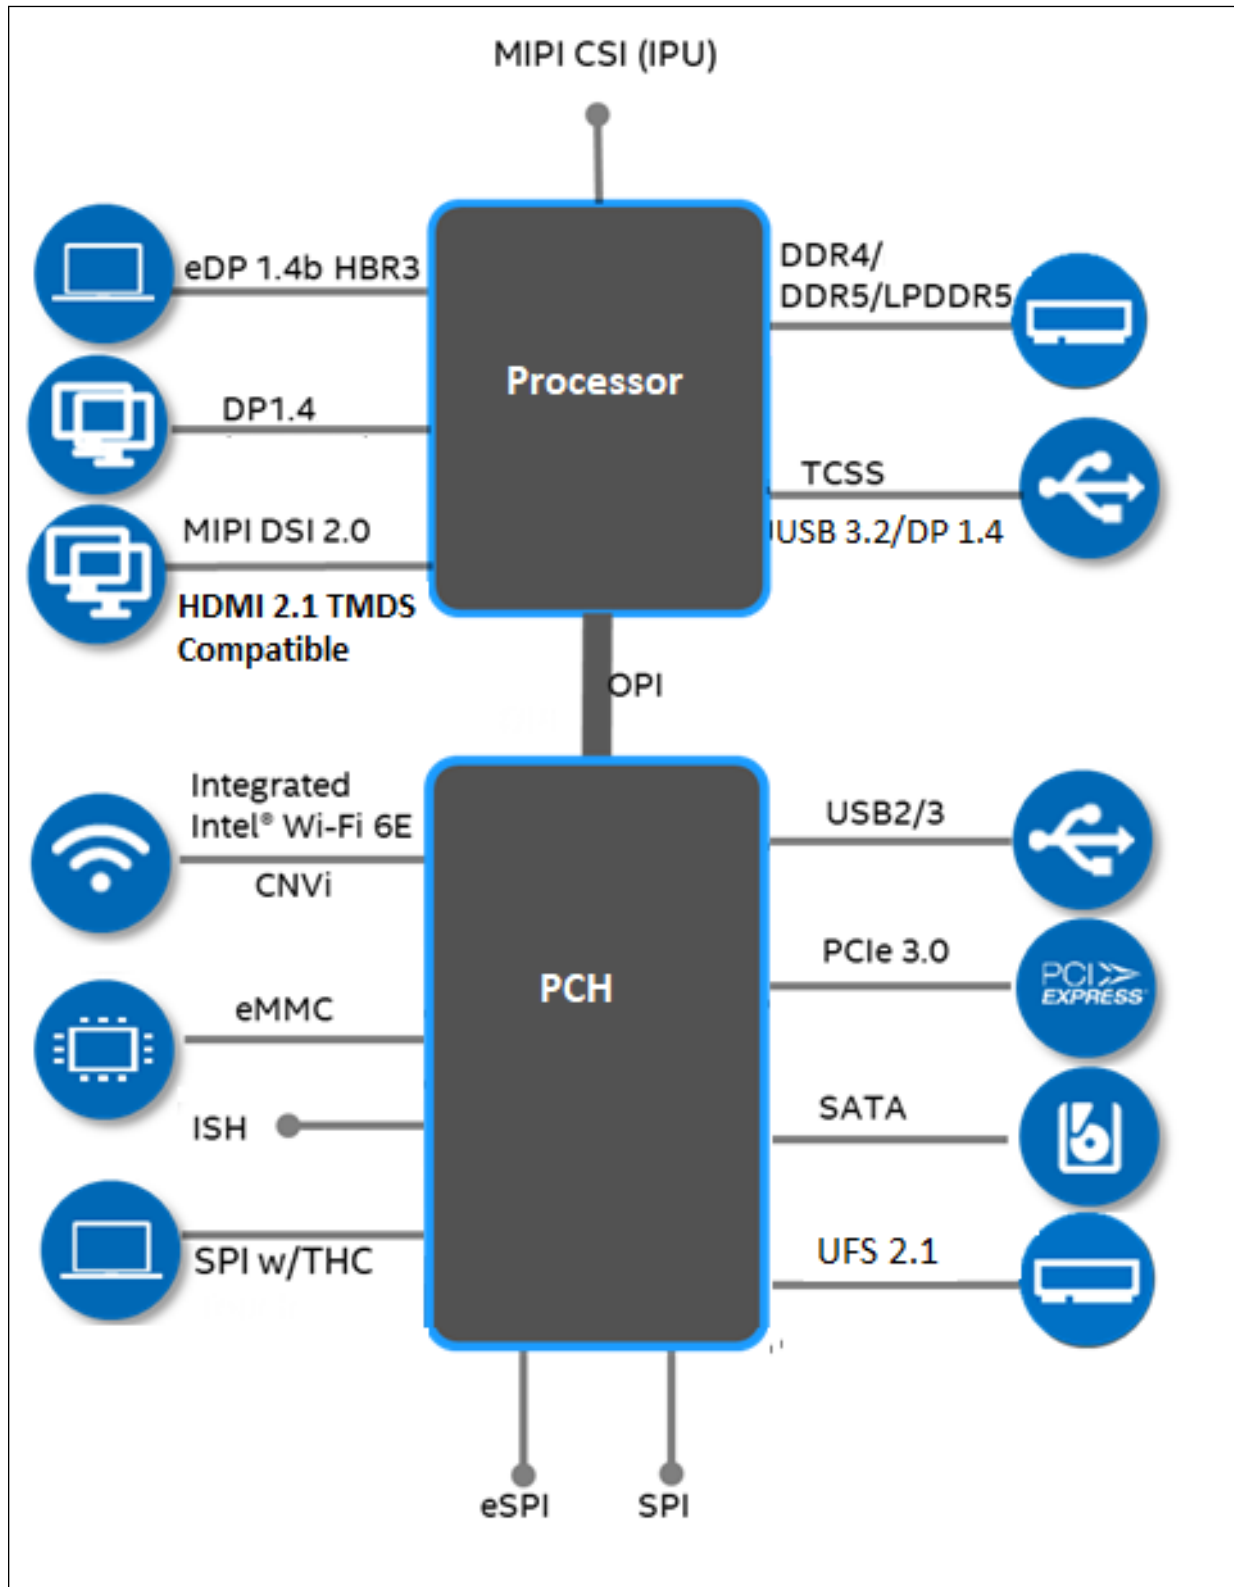 MIPI CSI (IPU)
eDP 1.4b HBR3
DDR4/
DDR5/LPDDR5
Processor
DP1.4
TCSS
USB 3.2/DP 1.4
MIPI DSI 2.0
HDMI 2.1 TMDS
Compatible
OPI
Integrated
Intel® Wi-Fi 6E
CNVi
USB2/3
PCIe 3.0
PCI
EXPRESS
PCH
eMMC
ISH
SATA
SPI w/THC
UFS 2.1
eSPI
SPI